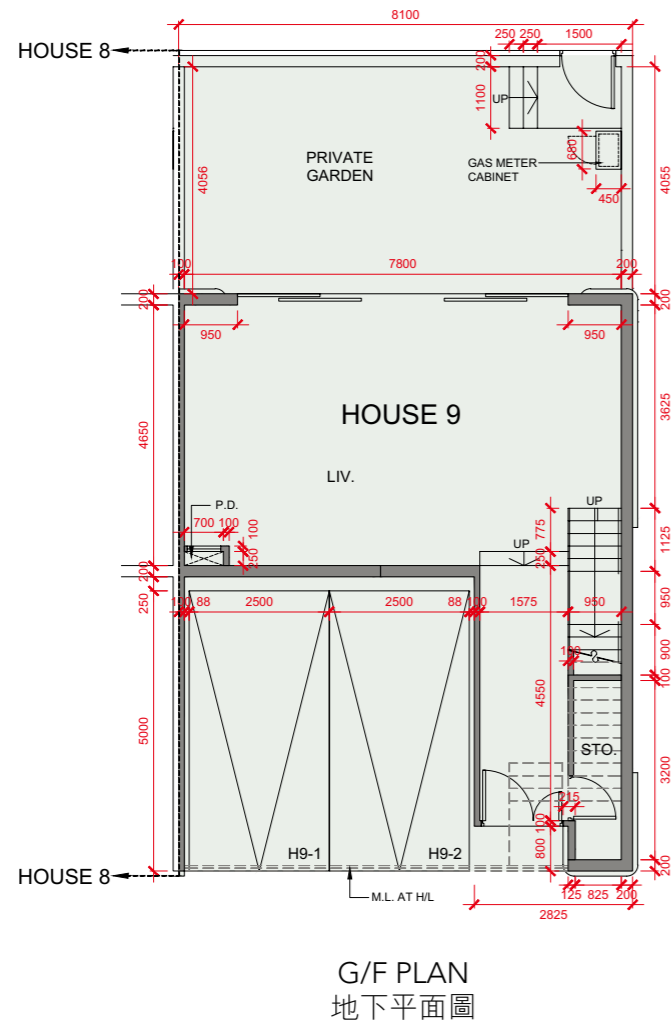 8100
HOUSE 8
250 250 1500
200
1100
UP
PRIVATE
GARDEN
GAS METER
CABINET
680
450
4056
4055
100
7800
200
200
200
950
950
HOUSE 9
4650
3625
LIV.
P.D.
700 100
100
250
UP
775
UP
250
1125
200
250
100 88
2500
2500
88 100
1575
950
950
100
900
100
4550
5000
STO.
3200
215
100
800
H9-1
H9-2
HOUSE 8
M.L. AT H/L
200
125 825 200
2825
G/F PLAN
地下平面圖